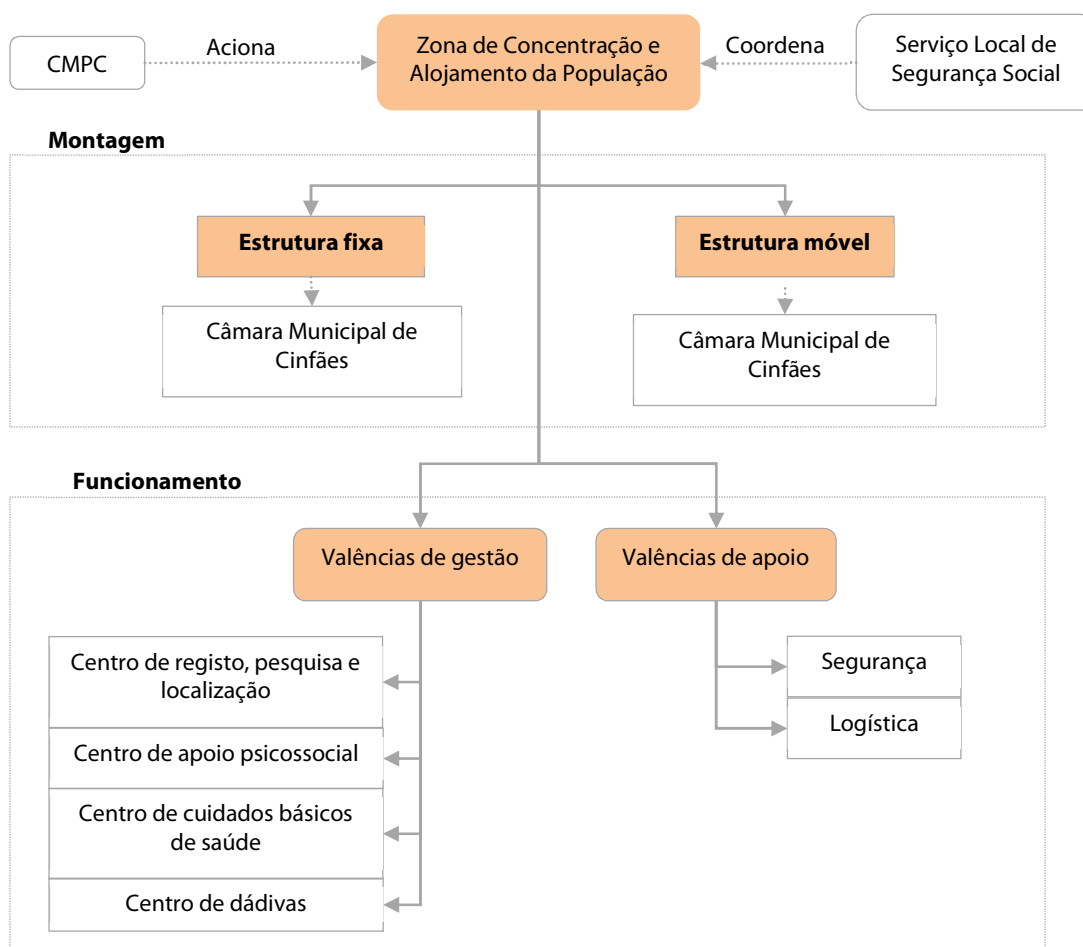 CMPC
Aciona
Zona de Concentração e
Alojamento da População
Coordena
Serviço Local de
Segurança Social
Montagem
Estrutura fixa
Estrutura móvel
Câmara Municipal de
Cinfães
Câmara Municipal de
Cinfães
Funcionamento
Valências de gestão
Valências de apoio
Centro de registo, pesquisa e
localização
Centro de apoio psicossocial
Centro de cuidados básicos
de saúde
Centro de dádivas
Segurança
Logística